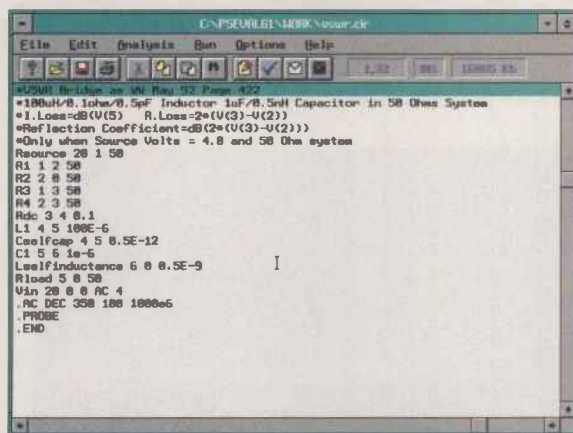 C:\PSEVAL61\WORK\vswr.cir
File Edit Analysis Run Options Help
1,32
*VSWR Bridge as WW May 92 Page 422
*100uH/0.1ohm/0.5pF Inductor 1uF/0.5nH Capacitor in 50 Ohms System
*I.Loss=dB(V(5) R.Loss=2*(V(3)-V(2))
*Reflection Coefficient=dB(2*(V(3)-V(2)))
*Only when Source Volts = 4.0 and 50 Ohm system
Rsource 20 1 50
R1 1 2 50
R2 2 0 50
R3 1 3 50
R4 2 3 50
Rdc 3 4 0.1
L1 4 5 100E-6
Cselfcap 4 5 0.5E-12
C1 5 6 1e-6
Lselfinductance 6 0 0.5E-9
Rload 5 0 50
Vin 20 0 0 AC 4
.AC DEC 350 100 1000e6
.PROBE
.END